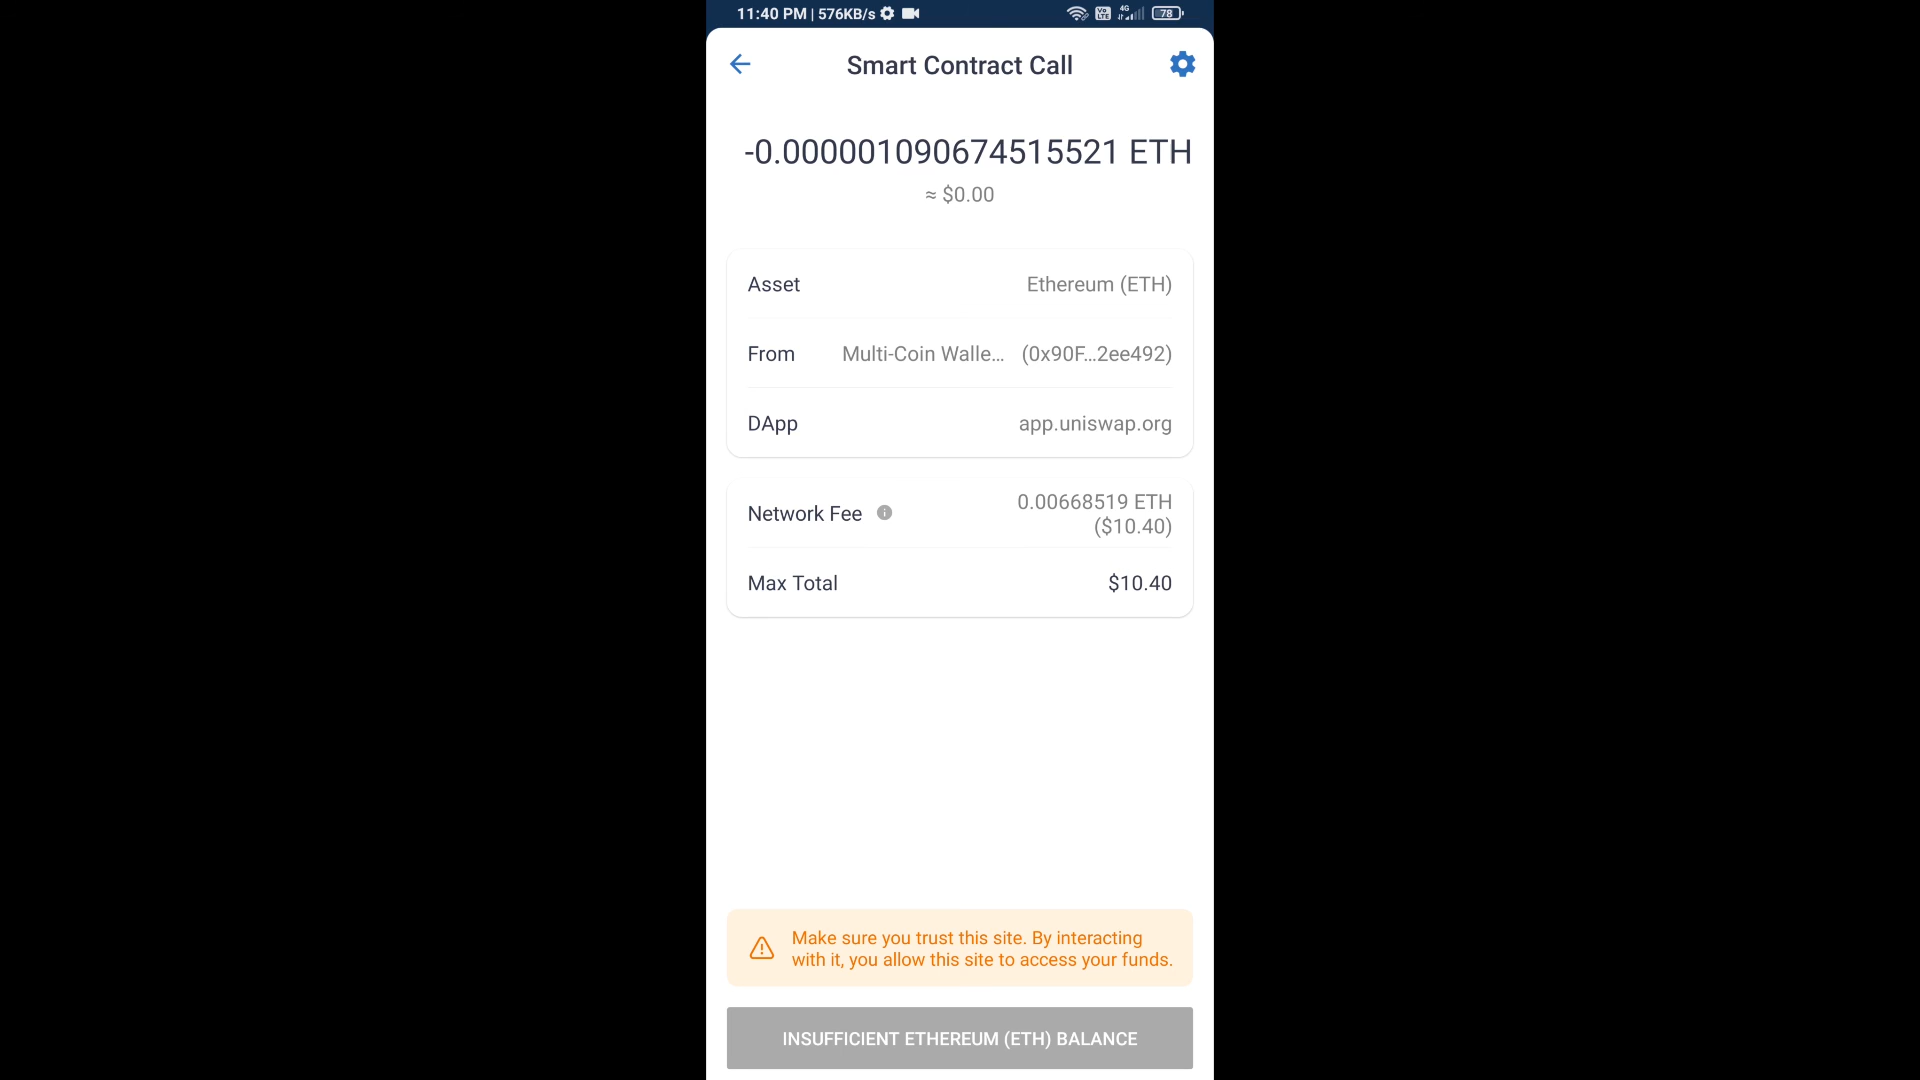 11:40 PM | 576KB/s
4G
Vo
LTE
78
Smart Contract Call
-0.000001090674515521 ETH
≈ $0.00
Asset Ethereum (ETH)
From Multi-Coin Walle... (0x90F...2ee492)
DApp app.uniswap.org
Network Fee 0.00668519 ETH
($10.40)
Max Total $10.40
Make sure you trust this site. By interacting
with it, you allow this site to access your funds.
INSUFFICIENT ETHEREUM (ETH) BALANCE